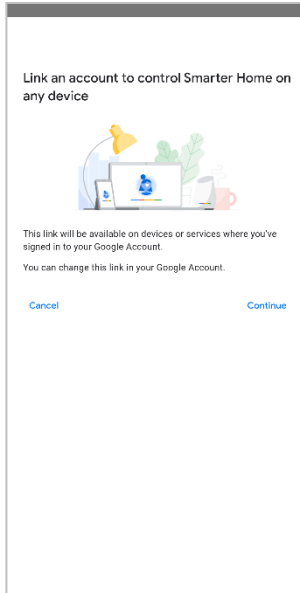 Link an account to control Smarter Home on
any device
This link will be available on devices or services where you've
signed in to your Google Account.
You can change this link in your Google Account.
Cancel
Continue